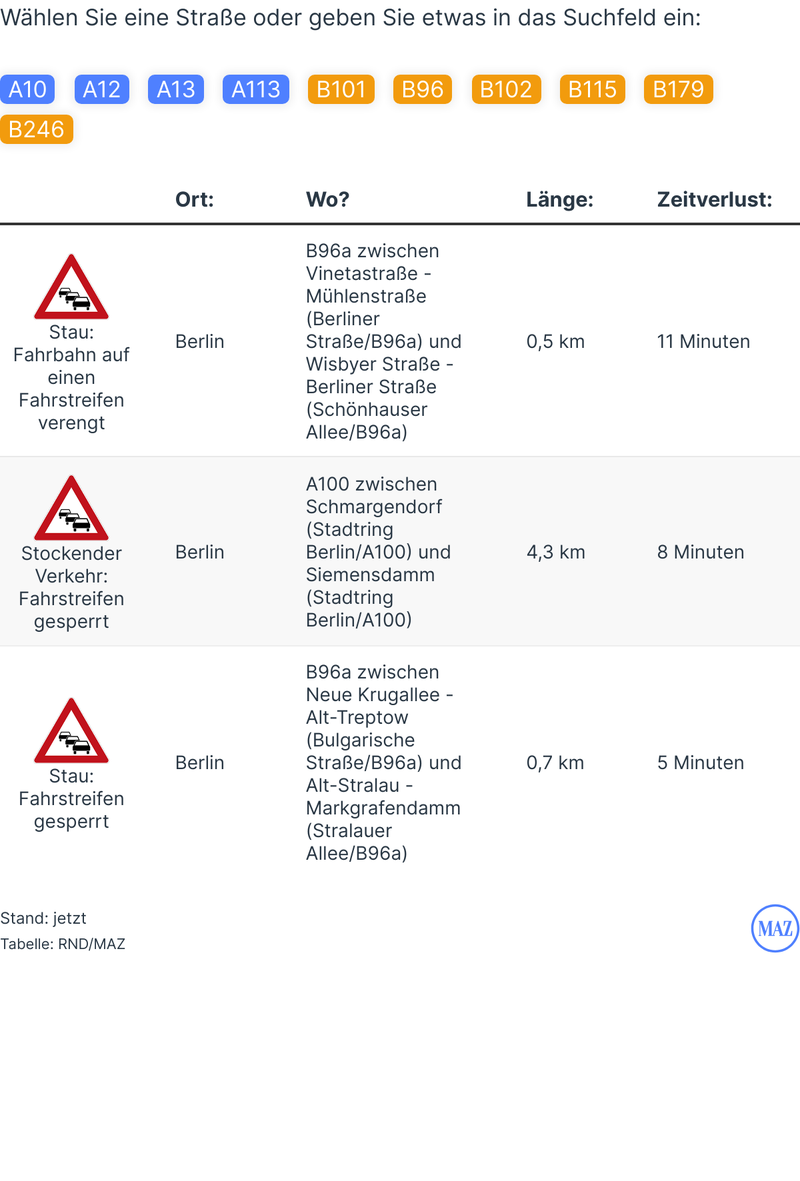 Wählen Sie eine Straße oder geben Sie etwas in das Suchfeld ein:
A10 A12 A13 A113 B101 B96 B102 B115 B179
B246
Ort: Wo? Länge: Zeitverlust:
Stau:
Fahrbahn auf
einen
Fahrstreifen
verengt
Berlin
B96a zwischen
Vinetastraße -
Mühlenstraße
(Berliner
Straße/B96a) und
Wisbyer Straße -
Berliner Straße
(Schönhauser
Allee/B96a)
0,5 km
11 Minuten
Stockender
Verkehr:
Fahrstreifen
gesperrt
Berlin
A100 zwischen
Schmargendorf
(Stadtring
Berlin/A100) und
Siemensdamm
(Stadtring
Berlin/A100)
4,3 km
8 Minuten
Stau:
Fahrstreifen
gesperrt
Berlin
B96a zwischen
Neue Krugallee -
Alt-Treptow
(Bulgarische
Straße/B96a) und
Alt-Stralau -
Markgrafendamm
(Stralauer
Allee/B96a)
0,7 km
5 Minuten
Stand: jetzt
Tabelle: RND/MAZ
MAZ